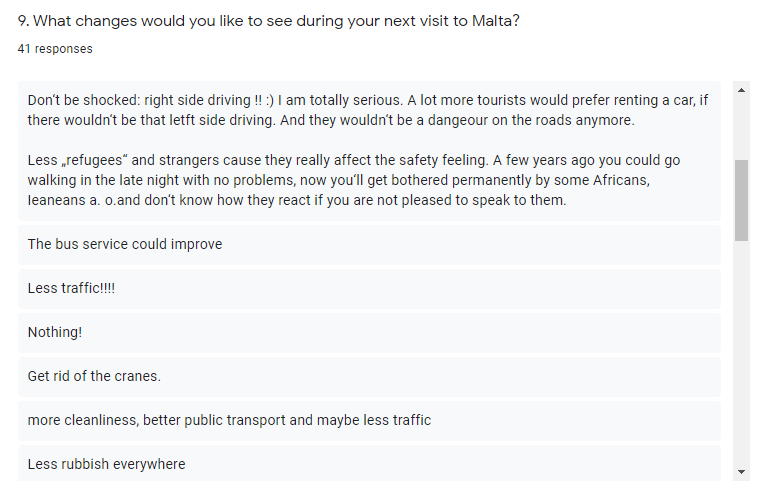 9. What changes would you like to see during your next visit to Malta?
41 responses
Don't be shocked: right side driving !! :) I am totally serious. A lot more tourists would prefer renting a car, if
there wouldn't be that letft side driving. And they wouldn't be a dangeour on the roads anymore.
Less „refugees“ and strangers cause they really affect the safety feeling. A few years ago you could go
walking in the late night with no problems, now you'll get bothered permanently by some Africans,
leaneans a. o.and don't know how they react if you are not pleased to speak to them.
The bus service could improve
Less traffic!!!!
Nothing!
Get rid of the cranes.
more cleanliness, better public transport and maybe less traffic
Less rubbish everywhere